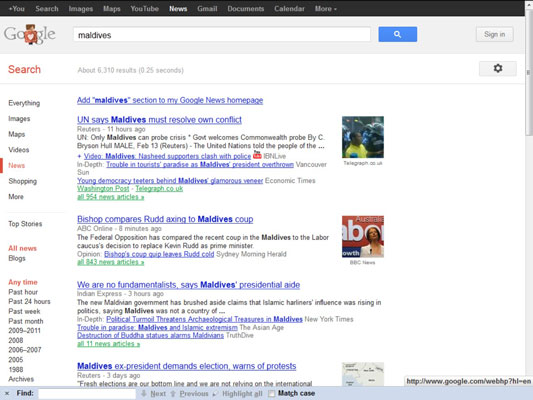 +You Search Images Maps YouTube News Gmail Documents Calendar More
Google
maldives
Sign in
Search
About 6,310 results (0.25 seconds)
Everything
Images
Maps
Videos
News
Shopping
More
Top Stories
All news
Blogs
Any time
Past hour
Past 24 hours
Past week
Past month
2009–2011
2008
2006–2007
2005
1988
Archives
Add "maldives" section to my Google News homepage
UN says Maldives must resolve own conflict
Reuters - 11 hours ago
UN: Only Maldives can probe crisis * Govt welcomes Commonwealth probe By C.
Bryson Hull MALE, Feb 13 (Reuters) - The United Nations told the people of the ...
+ Video: Maldives: Nasheed supporters clash with police YouTube IBNLive
In-Depth: Trouble in tourists' paradise as Maldives' president overthrown Vancouver
Sun
Young democracy teeters behind Maldives' glamorous veneer Economic Times
Washington Post - Telegraph.co.uk
all 954 news articles »
Telegraph.co.uk
Bishop compares Rudd axing to Maldives coup
ABC Online - 8 minutes ago
The Federal Opposition has compared the recent coup in the Maldives to the Labor
caucus's decision to replace Kevin Rudd as prime minister.
Opinion: Bishop's coup quip leaves Rudd cold Sydney Morning Herald
all 843 news articles »
BBC News
We are no fundamentalists, says Maldives' presidential aide
Indian Express - 3 hours ago
The new Maldivian government has brushed aside claims that Islamic harliners' influence was rising in
politics, saying Maldives was not a country of ...
In-Depth: Political Turmoil Threatens Archaeological Treasures in Maldives New York Times
Trouble in paradise: Maldives and Islamic extremism The Asian Age
Destruction of Buddha statues alarms Maldivians TruthDive
all 11 news articles »
Maldives ex-president demands election, warns of protests
Reuters - 3 days ago
"Fresh elections are our bottom line and we are not relying on the international
http://www.google.com/webhp?hl=en
× Find: Next Previous Highlight all Match case